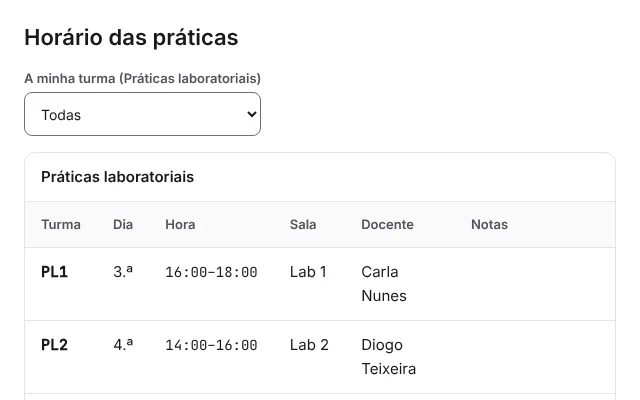 Horário das práticas
A minha turma (Práticas laboratoriais)
Todas
Práticas laboratoriais
Turma Dia Hora Sala Docente Notas
PL1 3.ª 16:00–18:00 Lab 1 Carla Nunes
PL2 4.ª 14:00–16:00 Lab 2 Diogo Teixeira